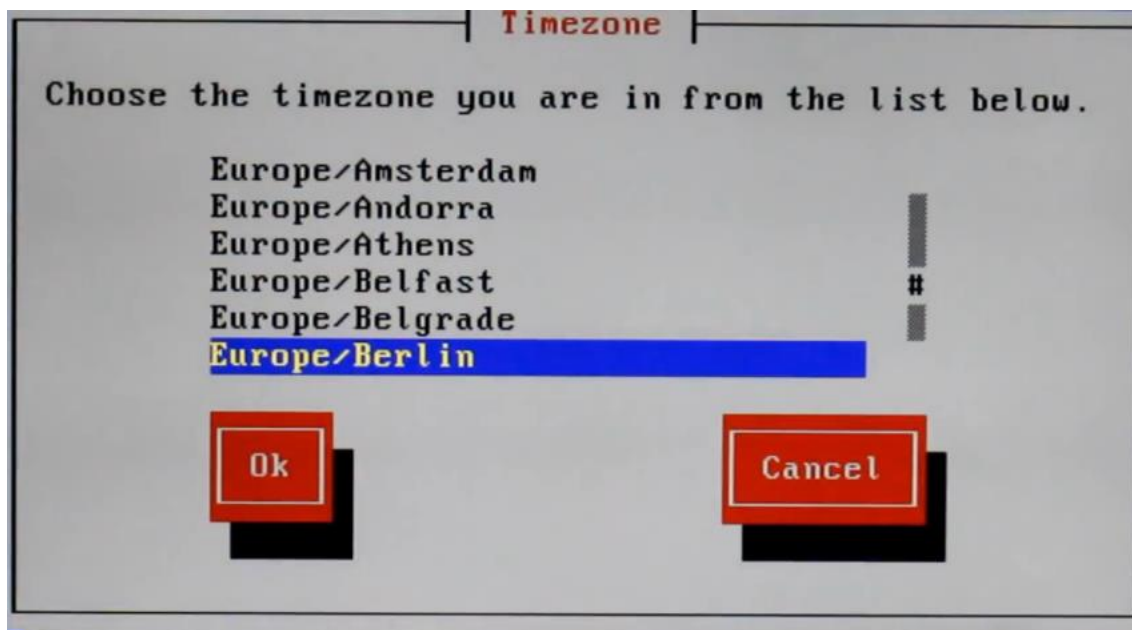 Timezone
Choose the timezone you are in from the list below.
Europe/Amsterdam
Europe/Andorra
Europe/Athens
Europe/Belfast
#
Europe/Belgrade
Europe/Berlin
Ok
Cancel